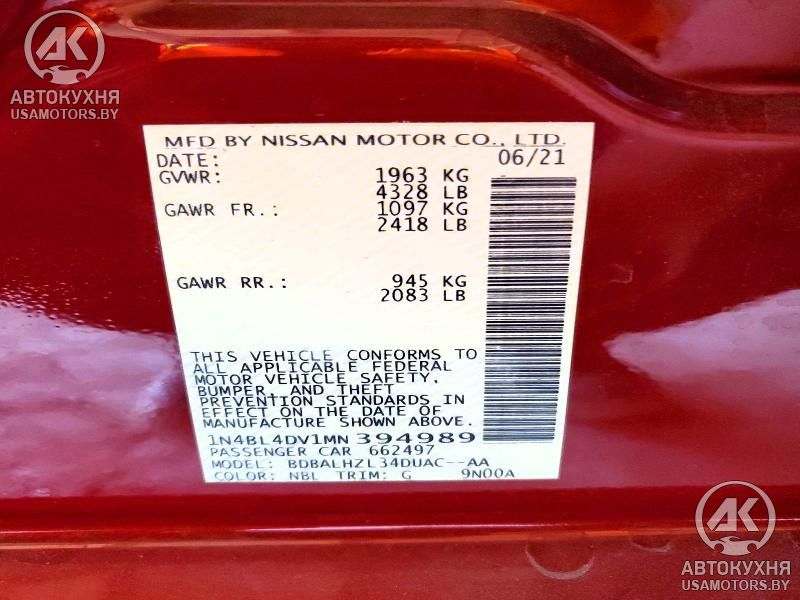 АК
АВТОКУХНЯ
USAMOTORS.BY
MFD BY NISSAN MOTOR CO., LTD.
DATE: 06/21
GVWR: 1963 KG
4328 LB
GAWR FR.: 1097 KG
2418 LB
GAWR RR.: 945 KG
2083 LB
THIS VEHICLE CONFORMS TO
ALL APPLICABLE FEDERAL
MOTOR VEHICLE SAFETY,
BUMPER, AND THEFT
PREVENTION STANDARDS IN
EFFECT ON THE DATE OF
MANUFACTURE SHOWN ABOVE.
1N4BL4DV1MN394989
PASSENGER CAR 662497
MODEL: BDBALHZL34DUAC--AA
COLOR: NBL TRIM: G 9N00A
АК
АВТОКУХНЯ
USAMOTORS.BY